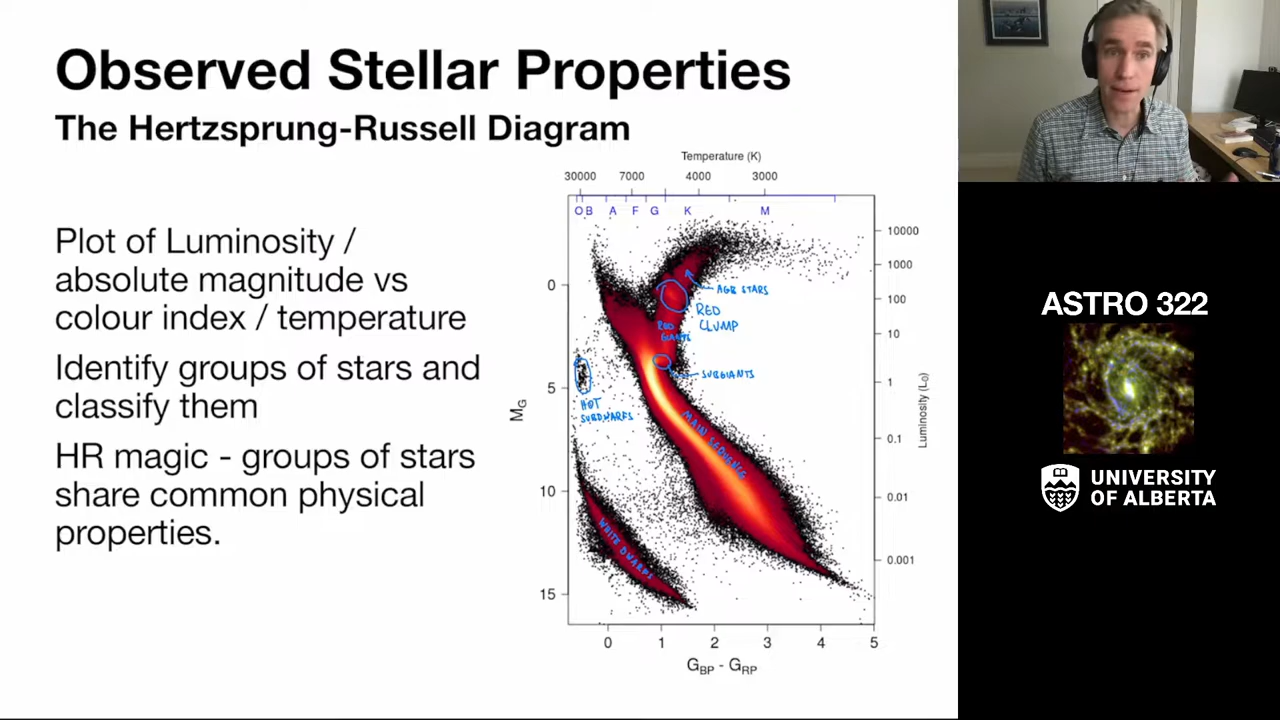 Observed Stellar Properties
The Hertzsprung-Russell Diagram
Plot of Luminosity /
absolute magnitude vs
colour index / temperature
Identify groups of stars and
classify them
HR magic - groups of stars
share common physical
properties.
Temperature (K)
30000 7000 4000 3000
O B A F G K M
0
5
10
15
M_G
10000
1000
100
10
1
0.1
0.01
0.001
Luminosity (L⊙)
AGB STARS
RED
CLUMP
RED
GIANTS
SUBGIANTS
HOT
SUBDWARFS
MAIN SEQUENCE
WHITE DWARFS
0 1 2 3 4 5
G_BP - G_RP
ASTRO 322
UNIVERSITY
OF ALBERTA